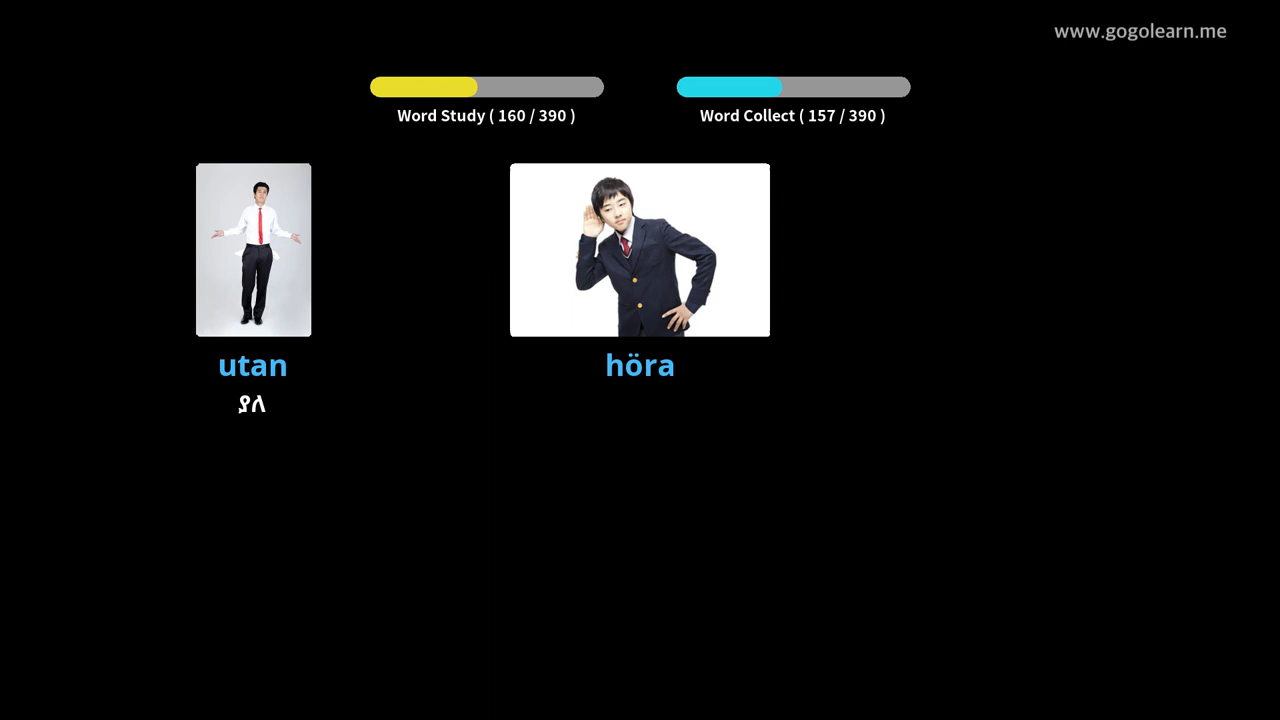 www.gogolearn.me
Word Study ( 160 / 390 )
Word Collect ( 157 / 390 )
utan
höra
ያለ